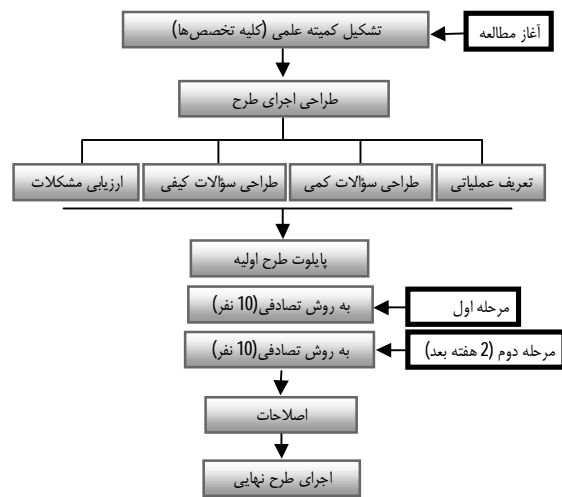 آغاز مطالعه
تشکیل کمیته علمی (کلیه تخصص‌ها)
طراحی اجرای طرح
تعریف عملیاتی
طراحی سؤالات کمی
طراحی سؤالات کیفی
ارزیابی مشکلات
پایلوت طرح اولیه
مرحله اول
به روش تصادفی(10 نفر)
مرحله دوم (2 هفته بعد)
به روش تصادفی(10 نفر)
اصلاحات
اجرای طرح نهایی